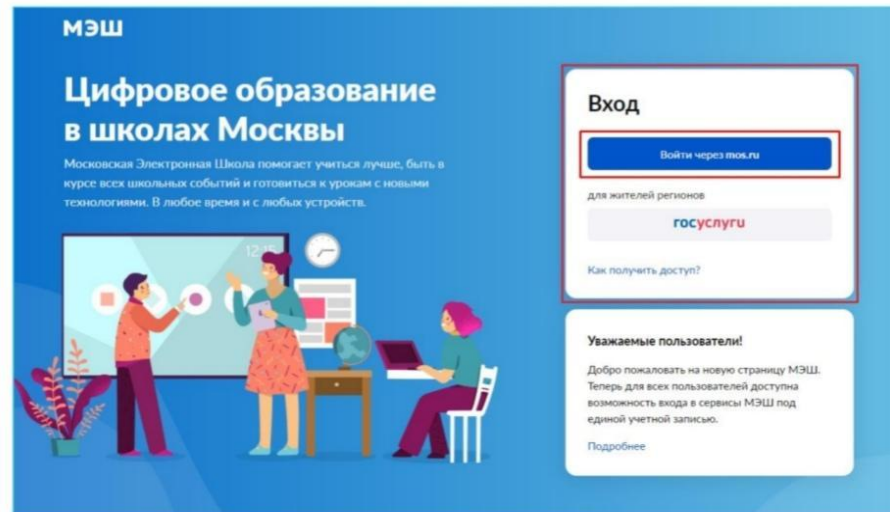 МЭШ
Цифровое образование
в школах Москвы
Московская Электронная Школа помогает учиться лучше, быть в
курсе всех школьных событий и готовиться к урокам с новыми
технологиями. В любое время и с любых устройств.
12:15
Вход
Войти через mos.ru
для жителей регионов
госуслуги
Как получить доступ?
Уважаемые пользователи!
Добро пожаловать на новую страницу МЭШ.
Теперь для всех пользователей доступна
возможность входа в сервисы МЭШ под
единой учетной записью.
Подробнее